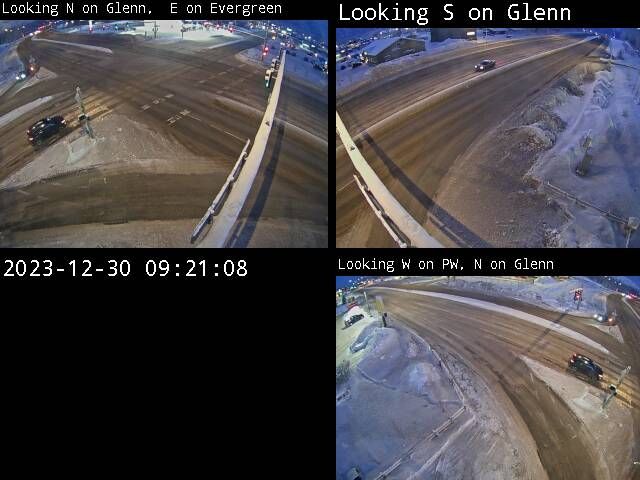 Looking N on Glenn, E on Evergreen
Looking S on Glenn
2023-12-30 09:21:08
Looking W on PW, N on Glenn